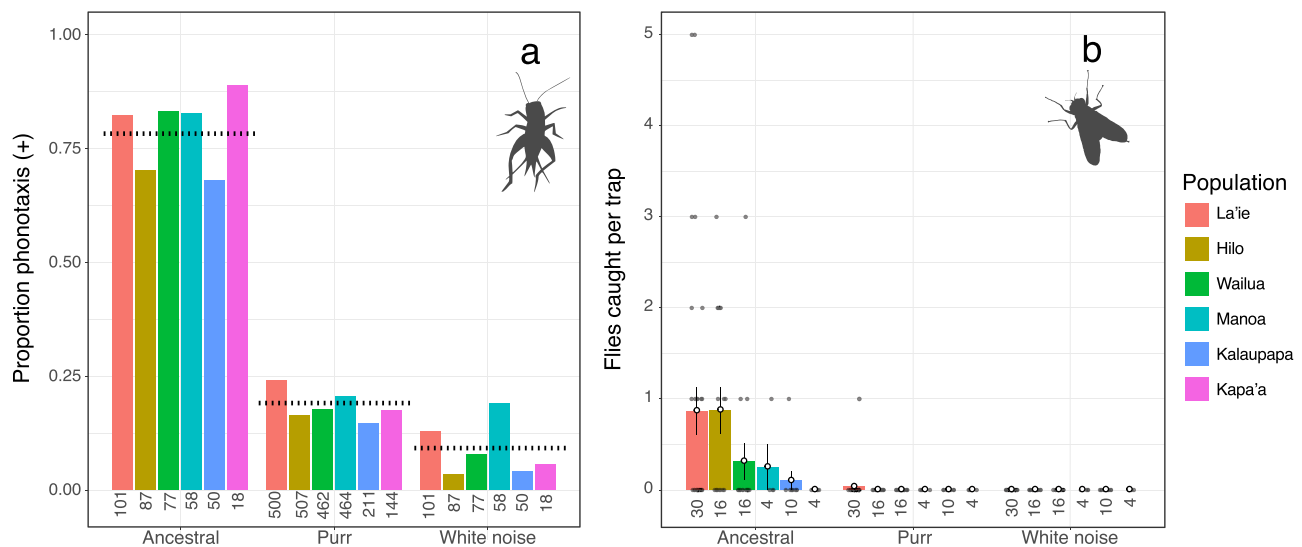 a
Proportion phonotaxis (+)
1.00
0.75
0.50
0.25
0.00
101 87 77 58 50 18
500 507 462 464 211 144
101 87 77 58 50 18
Ancestral Purr White noise
b
Flies caught per trap
5
4
3
2
1
0
30 16 16 4 10 4
30 16 16 4 10 4
30 16 16 4 10 4
Ancestral Purr White noise
Population
La'ie
Hilo
Wailua
Manoa
Kalaupapa
Kapa'a